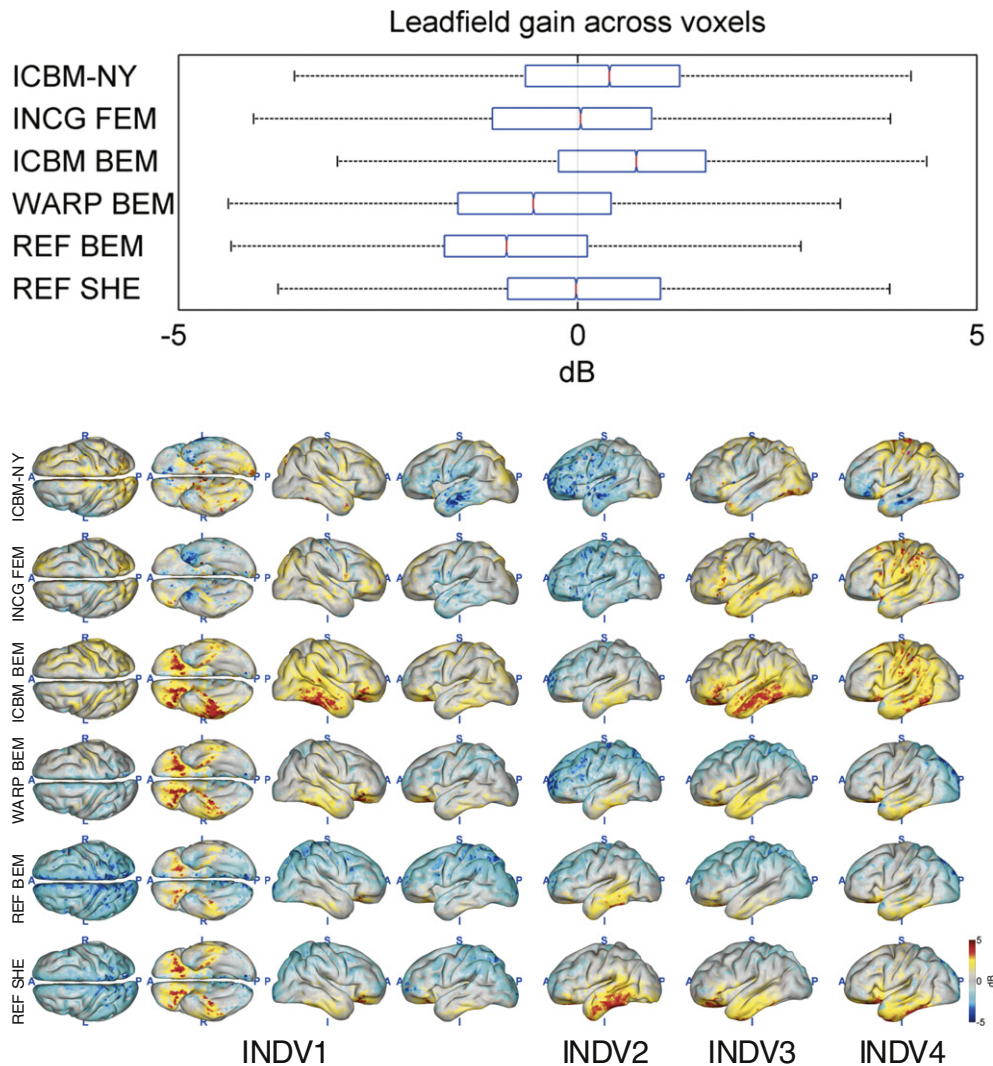 Leadfield gain across voxels
ICBM-NY
INCG FEM
ICBM BEM
WARP BEM
REF BEM
REF SHE
-5 0 5
dB
R L S S S S S
ICBM-NY A P A P P A P A P A P A P
L R I I I I I
INCG FEM A P A P P A P A P A P A P
R L S S S S S
ICBM BEM A P A P P A P A P A P A P
L R I I I I I
WARP BEM A P A P P A P A P A P A P
R L S S S S S
REF BEM A P A P P A P A P A P A P
L R I I I I I
REF SHE A P A P P A P A P A P A P
5
0 dB
-5
INDV1 INDV2 INDV3 INDV4